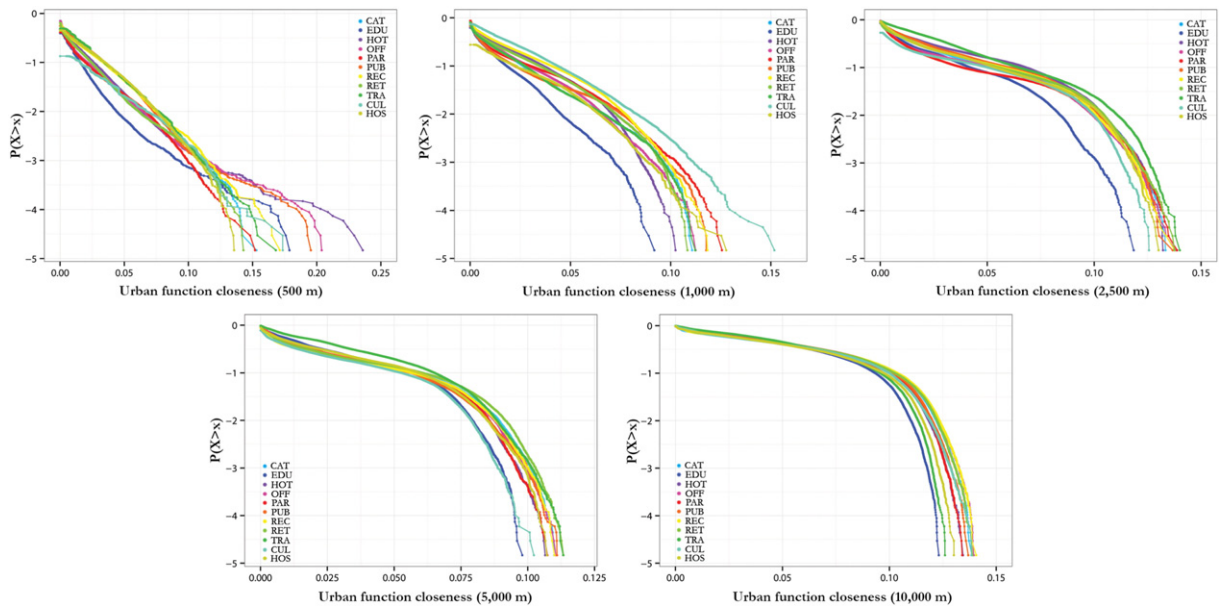 0
−1
−2
−3
−4
−5
P(X>x)
0.00
0.05
0.10
0.15
0.20
0.25
Urban function closeness (500 m)
CAT
EDU
HOT
OFF
PAR
PUB
REC
RET
TRA
CUL
HOS
0
−1
−2
−3
−4
−5
P(X>x)
0.00
0.05
0.10
0.15
Urban function closeness (1,000 m)
CAT
EDU
HOT
OFF
PAR
PUB
REC
RET
TRA
CUL
HOS
0
−1
−2
−3
−4
−5
P(X>x)
0.00
0.05
0.10
0.15
Urban function closeness (2,500 m)
CAT
EDU
HOT
OFF
PAR
PUB
REC
RET
TRA
CUL
HOS
0
−1
−2
−3
−4
−5
P(X>x)
CAT
EDU
HOT
OFF
PAR
PUB
REC
RET
TRA
CUL
HOS
0.000
0.025
0.050
0.075
0.100
0.125
Urban function closeness (5,000 m)
0
−1
−2
−3
−4
−5
P(X>x)
CAT
EDU
HOT
OFF
PAR
PUB
REC
RET
TRA
CUL
HOS
0.00
0.05
0.10
0.15
Urban function closeness (10,000 m)